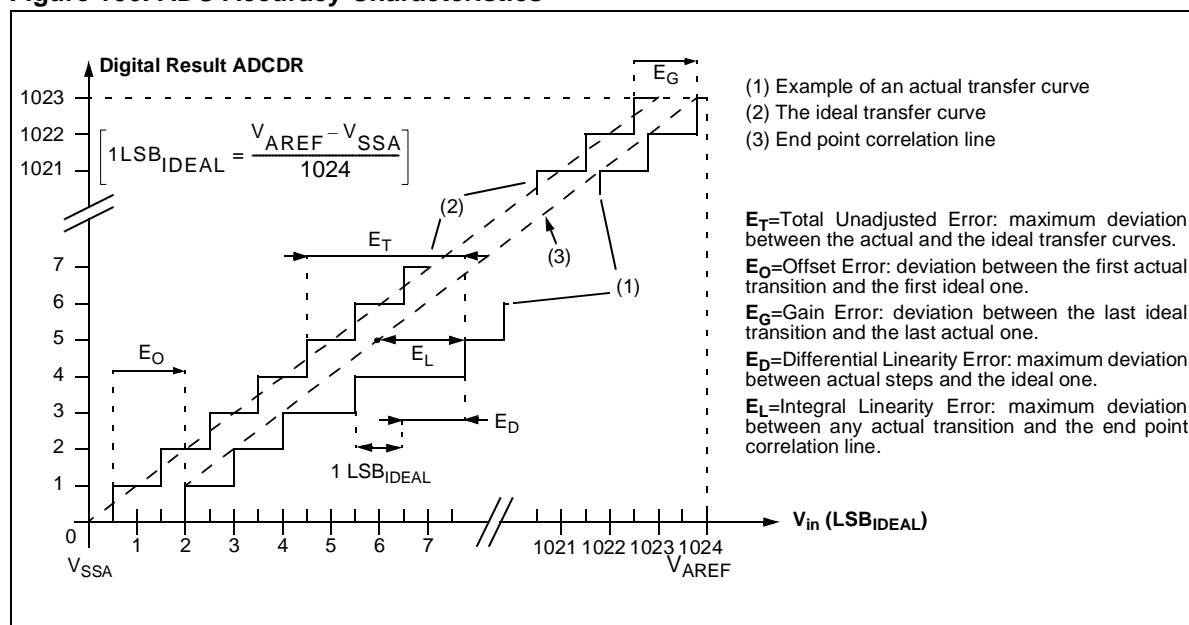 Digital Result ADCDR
E_G
1023
1022
1021
1LSB_IDEAL = V_AREF – V_SSA
1024
(2)
(3)
(1)
E_T
7
6
5
4
3
2
1
0
E_O
E_L
E_D
1 LSB_IDEAL
1 2 3 4 5 6 7 1021 1022 1023 1024
V_in (LSB_IDEAL)
V_SSA
V_AREF
(1) Example of an actual transfer curve
(2) The ideal transfer curve
(3) End point correlation line
E_T=Total Unadjusted Error: maximum deviation
between the actual and the ideal transfer curves.
E_O=Offset Error: deviation between the first actual
transition and the first ideal one.
E_G=Gain Error: deviation between the last ideal
transition and the last actual one.
E_D=Differential Linearity Error: maximum deviation
between actual steps and the ideal one.
E_L=Integral Linearity Error: maximum deviation
between any actual transition and the end point
correlation line.